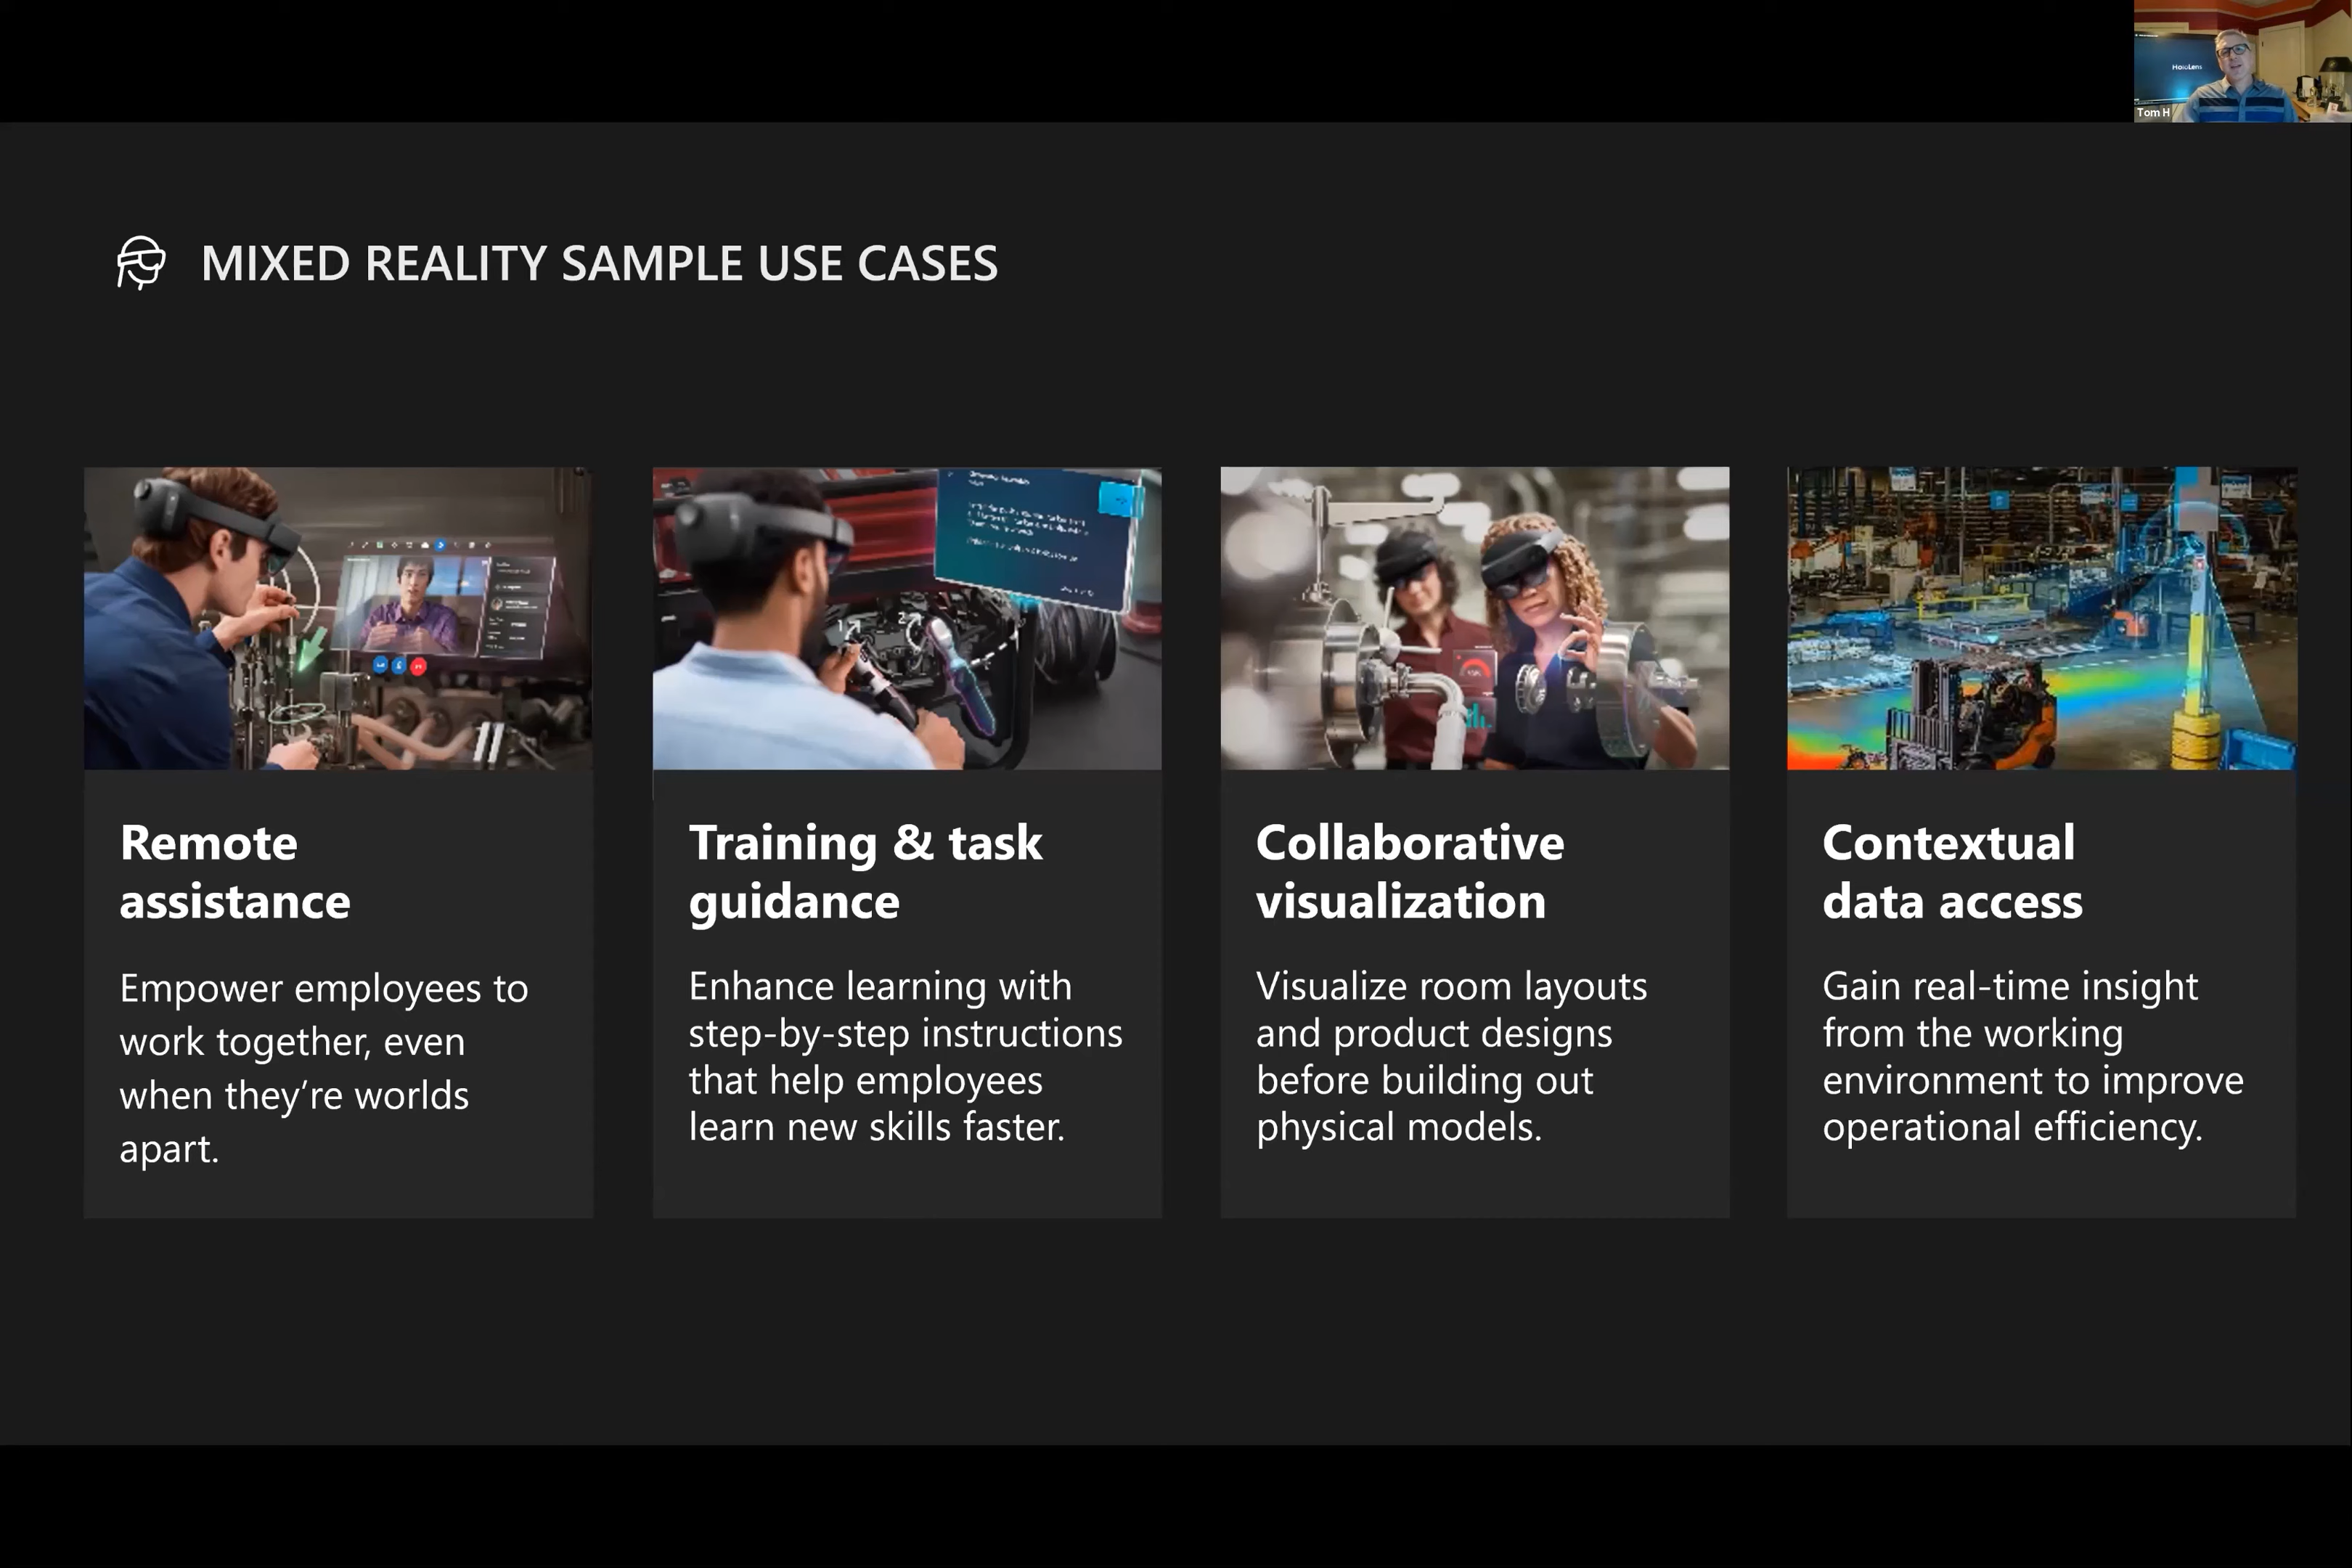 HoloLens
Tom H
MIXED REALITY SAMPLE USE CASES
1
2
Remote
assistance
Empower employees to
work together, even
when they’re worlds
apart.
Training & task
guidance
Enhance learning with
step-by-step instructions
that help employees
learn new skills faster.
Collaborative
visualization
Visualize room layouts
and product designs
before building out
physical models.
Contextual
data access
Gain real-time insight
from the working
environment to improve
operational efficiency.